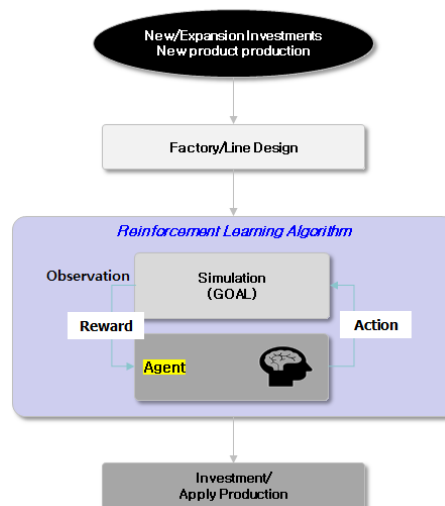 New/Expansion Investments
New product production
Factory/Line Design
Reinforcement Learning Algorithm
Observation
Simulation
(GOAL)
Reward
Action
Agent
Investment/
Apply Production